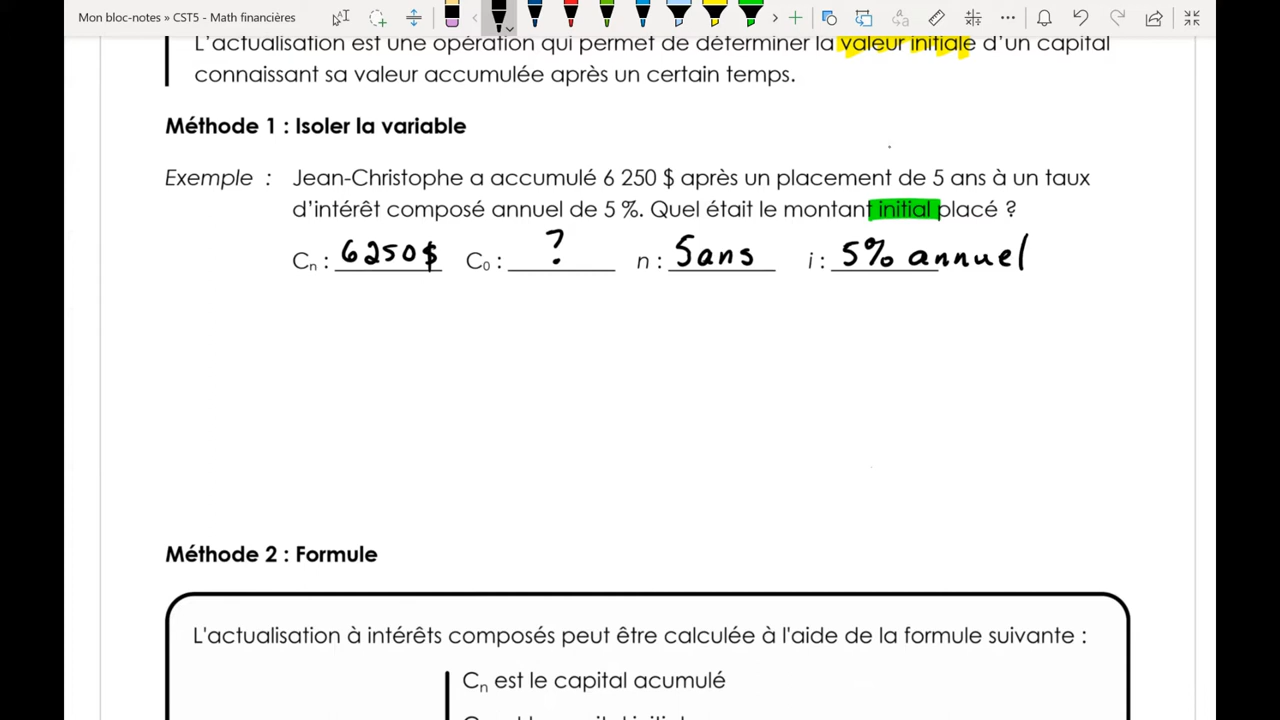 Mon bloc-notes » CST5 - Math financières
L'actualisation est une opération qui permet de déterminer la valeur initiale d'un capital
connaissant sa valeur accumulée après un certain temps.
Méthode 1 : Isoler la variable
Exemple : Jean-Christophe a accumulé 6 250 $ après un placement de 5 ans à un taux
d'intérêt composé annuel de 5 %. Quel était le montant initial placé ?
Cn : 6250$ C0 : ? n : 5ans i : 5% annuel
Méthode 2 : Formule
L'actualisation à intérêts composés peut être calculée à l'aide de la formule suivante :
Cn est le capital acumulé